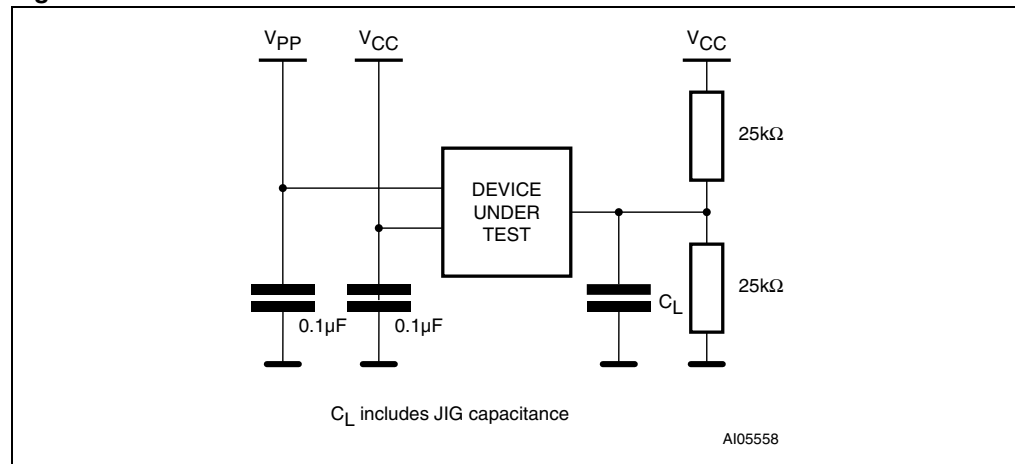 V_PP
V_CC
V_CC
25kΩ
DEVICE
UNDER
TEST
25kΩ
C_L
0.1µF
0.1µF
C_L includes JIG capacitance
AI05558